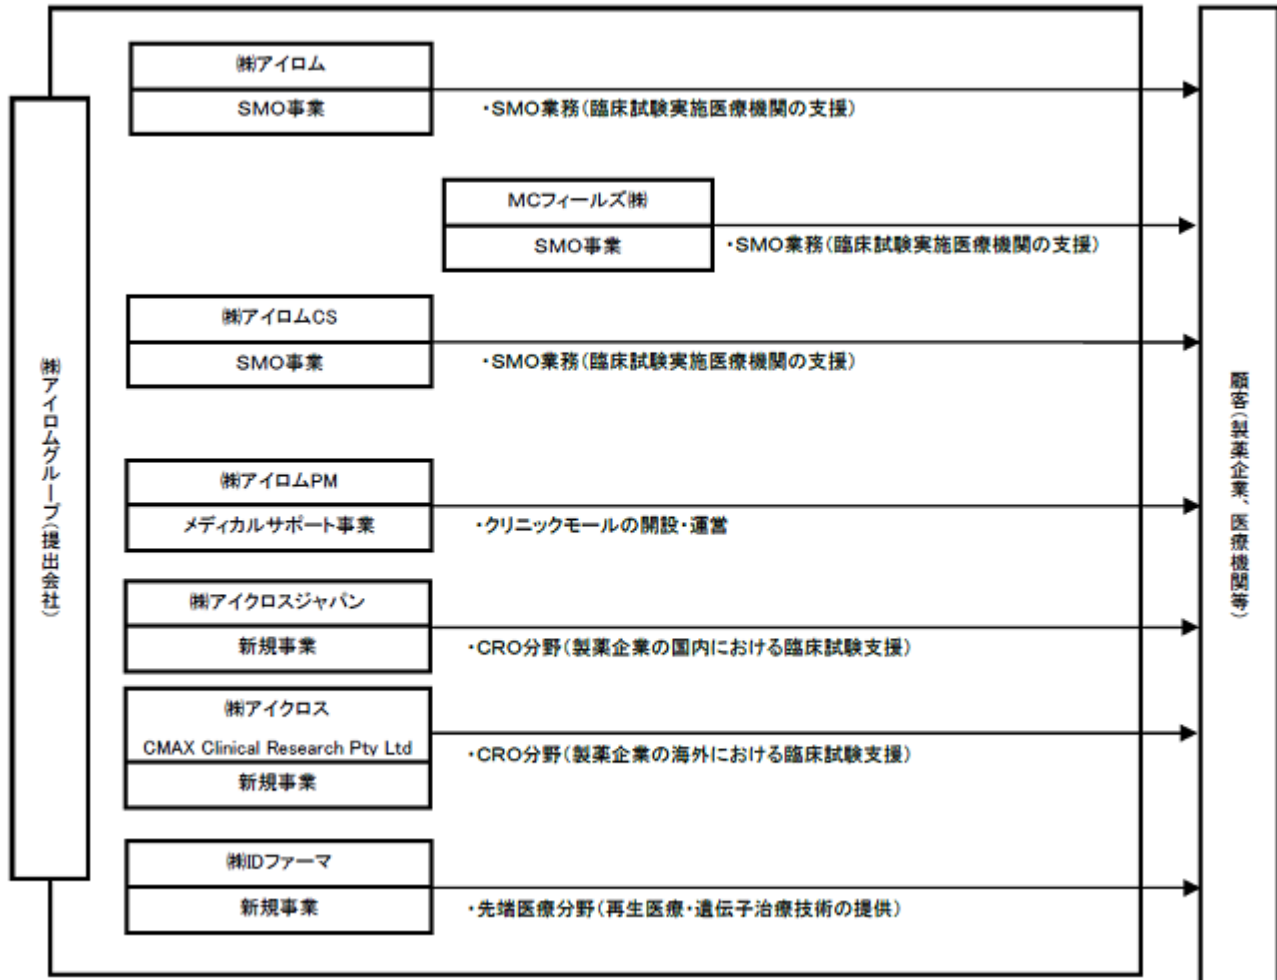 ㈱アイロムグループ(提出会社)
㈱アイロム
SMO事業
・SMO業務(臨床試験実施医療機関の支援)
MCフィールズ㈱
SMO事業
・SMO業務(臨床試験実施医療機関の支援)
㈱アイロムCS
SMO事業
・SMO業務(臨床試験実施医療機関の支援)
㈱アイロムPM
メディカルサポート事業
・クリニックモールの開設・運営
㈱アイクロスジャパン
新規事業
・CRO分野(製薬企業の国内における臨床試験支援)
㈱アイクロス
CMAX Clinical Research Pty Ltd
新規事業
・CRO分野(製薬企業の海外における臨床試験支援)
㈱IDファーマ
新規事業
・先端医療分野(再生医療・遺伝子治療技術の提供)
顧客(製薬企業、医療機関等)